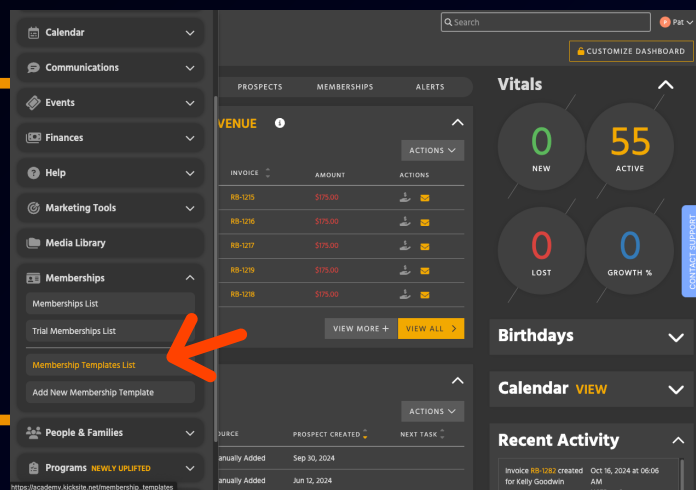 Calendar
Communications
Events
Finances
Help
Marketing Tools
Media Library
Memberships
Memberships List
Trial Memberships List
Membership Templates List
Add New Membership Template
People & Families
Programs NEWLY UPLIFTED
https://academy.kicksite.net/membership_templates
Search
Pat
CUSTOMIZE DASHBOARD
PROSPECTS MEMBERSHIPS ALERTS
VENUE
ACTIONS
INVOICE AMOUNT ACTIONS
RB-1215 $175.00
RB-1216 $175.00
RB-1217 $175.00
RB-1219 $175.00
RB-1218 $175.00
VIEW MORE + VIEW ALL >
ACTIONS
OURCE PROSPECT CREATED NEXT TASK
anually Added Sep 30, 2024
anually Added Jun 12, 2024
Vitals
0 55
NEW ACTIVE
0 0
LOST GROWTH %
CONTACT SUPPORT
Birthdays
Calendar VIEW
Recent Activity
Invoice RB-1282 created Oct 16, 2024 at 06:06
for Kelly Goodwin AM